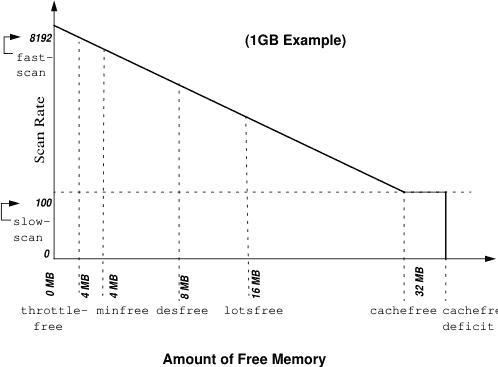 (1GB Example)
8192
fast-
scan
Scan Rate
100
slow-
scan
0
0 MB
4 MB
4 MB
8 MB
16 MB
32 MB
throttle-
free
minfree
desfree
lotsfree
cachefree
cachefre
deficit
Amount of Free Memory